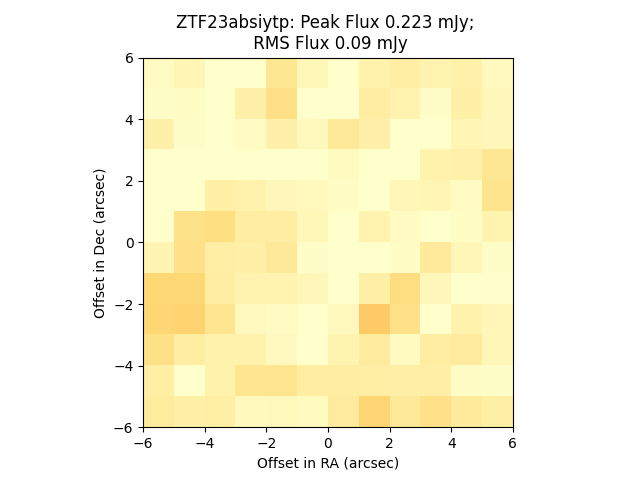 ZTF23absiytp: Peak Flux 0.223 mJy;
RMS Flux 0.09 mJy
6
4
2
0
−2
−4
−6
Offset in Dec (arcsec)
−6 −4 −2 0 2 4 6
Offset in RA (arcsec)